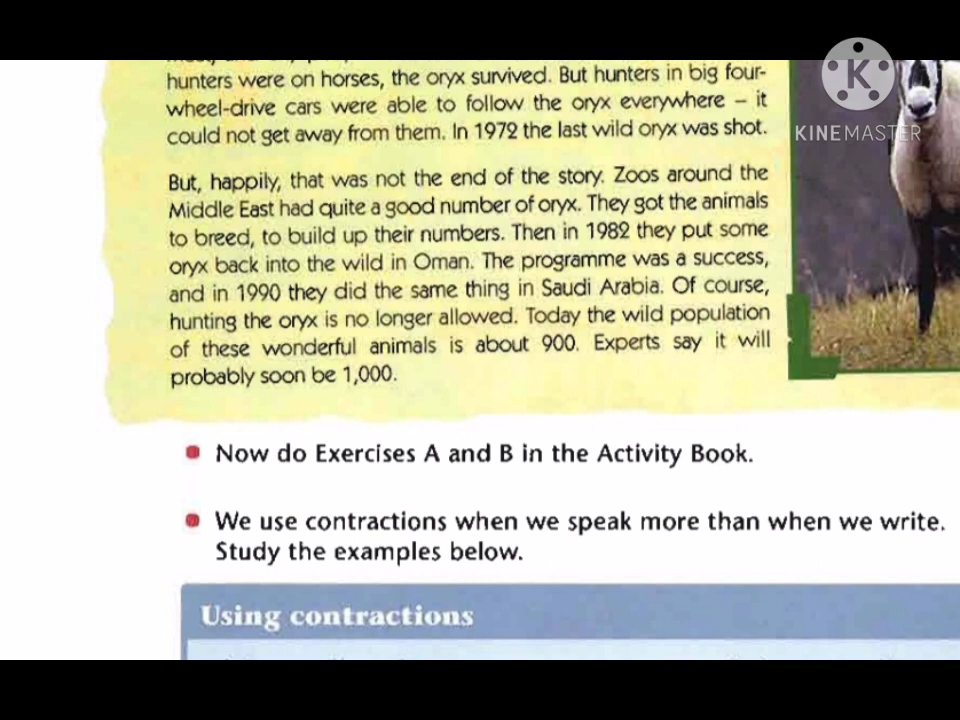 hunters were on horses, the oryx survived. But hunters in big four-
wheel-drive cars were able to follow the oryx everywhere – it
could not get away from them. In 1972 the last wild oryx was shot.
But, happily, that was not the end of the story. Zoos around the
Middle East had quite a good number of oryx. They got the animals
to breed, to build up their numbers. Then in 1982 they put some
oryx back into the wild in Oman. The programme was a success,
and in 1990 they did the same thing in Saudi Arabia. Of course,
hunting the oryx is no longer allowed. Today the wild population
of these wonderful animals is about 900. Experts say it will
probably soon be 1,000.
Now do Exercises A and B in the Activity Book.
We use contractions when we speak more than when we write.
Study the examples below.
Using contractions
K
KINEMASTER